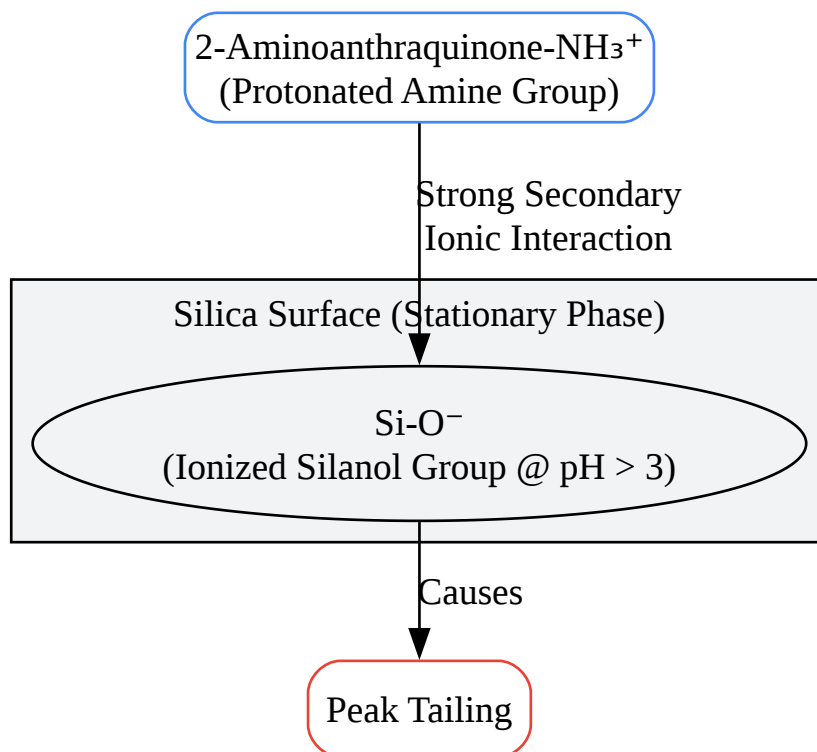 2-Aminoanthraquinone-NH₃⁺
(Protonated Amine Group)
Strong Secondary
Ionic Interaction
Silica Surface (Stationary Phase)
Si-O⁻
(Ionized Silanol Group @ pH > 3)
Causes
Peak Tailing